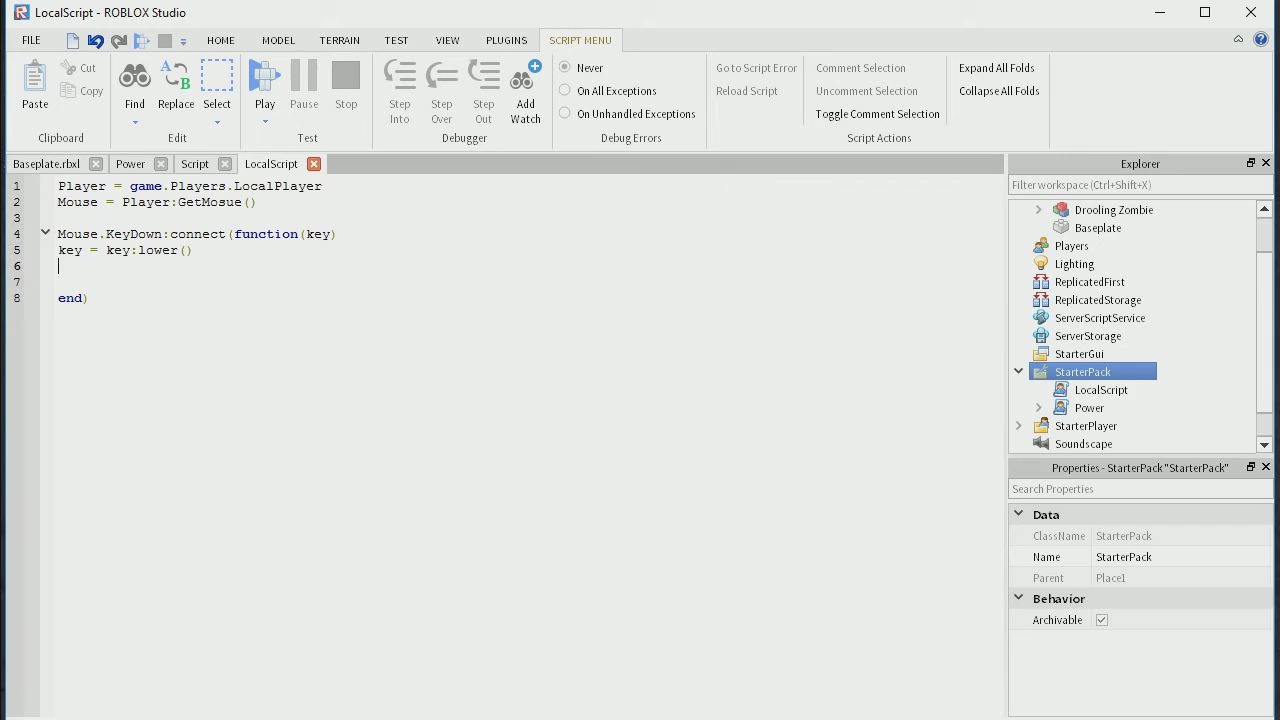 LocalScript - ROBLOX Studio
FILE HOME MODEL TERRAIN TEST VIEW PLUGINS SCRIPT MENU
Paste
Cut
Copy
Clipboard
Find
Replace
Select
Edit
Play
Pause
Stop
Test
Step Into
Step Over
Step Out
Add Watch
Debugger
Never
On All Exceptions
On Unhandled Exceptions
Debug Errors
Go to Script Error
Reload Script
Comment Selection
Uncomment Selection
Toggle Comment Selection
Expand All Folds
Collapse All Folds
Script Actions
Baseplate.rbxl Power Script LocalScript
1 Player = game.Players.LocalPlayer
2 Mouse = Player:GetMosue()
3
4 Mouse.KeyDown:connect(function(key)
5 key = key:lower()
6
7
8 end)
Explorer
Filter workspace (Ctrl+Shift+X)
Drooling Zombie
Baseplate
Players
Lighting
ReplicatedFirst
ReplicatedStorage
ServerScriptService
ServerStorage
StarterGui
StarterPack
LocalScript
Power
StarterPlayer
Soundscape
Properties - StarterPack "StarterPack"
Search Properties
Data
ClassName StarterPack
Name StarterPack
Parent Place1
Behavior
Archivable